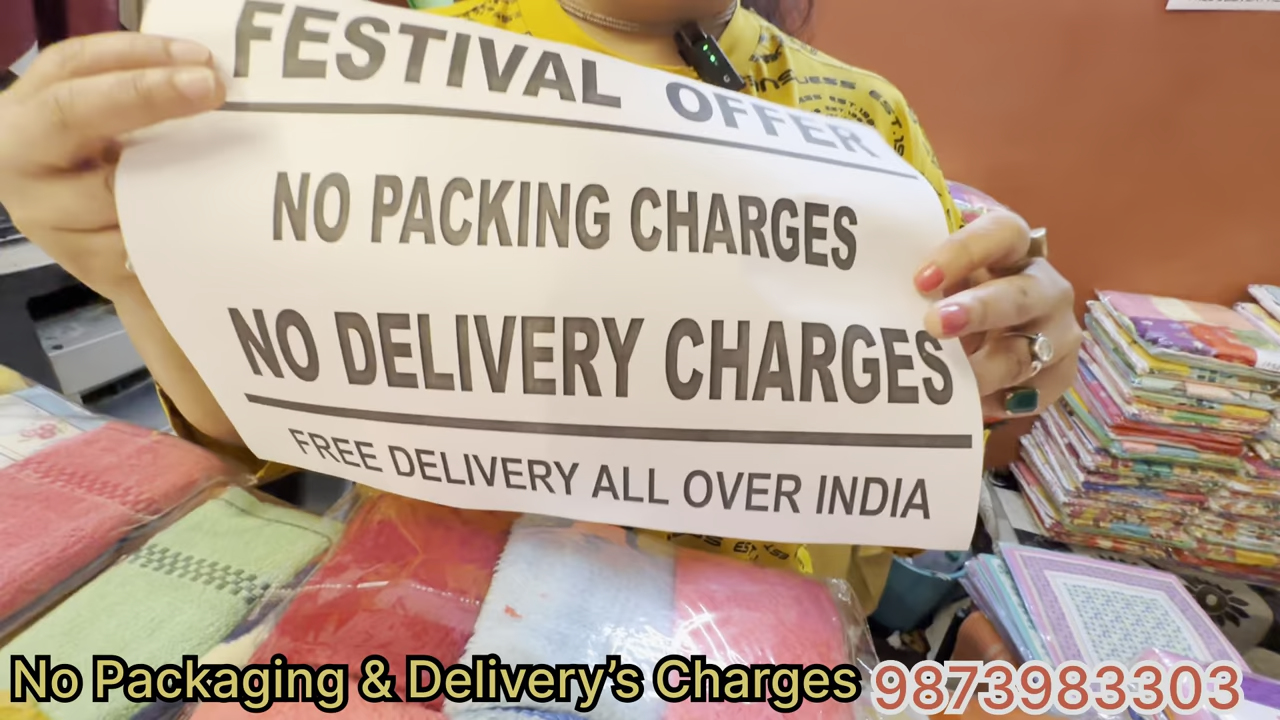 FESTIVAL OFFER
NO PACKING CHARGES
NO DELIVERY CHARGES
FREE DELIVERY ALL OVER INDIA
No Packaging & Delivery's Charges 9873983303